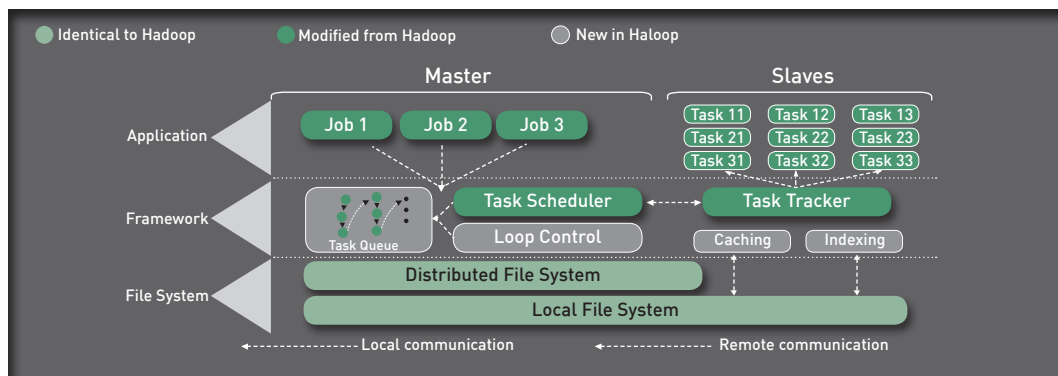 Identical to Hadoop
Modified from Hadoop
New in Haloop
Master
Slaves
Application
Job 1
Job 2
Job 3
Task 11
Task 12
Task 13
Task 21
Task 22
Task 23
Task 31
Task 32
Task 33
Framework
Task Queue
Task Scheduler
Loop Control
Task Tracker
Caching
Indexing
File System
Distributed File System
Local File System
Local communication
Remote communication